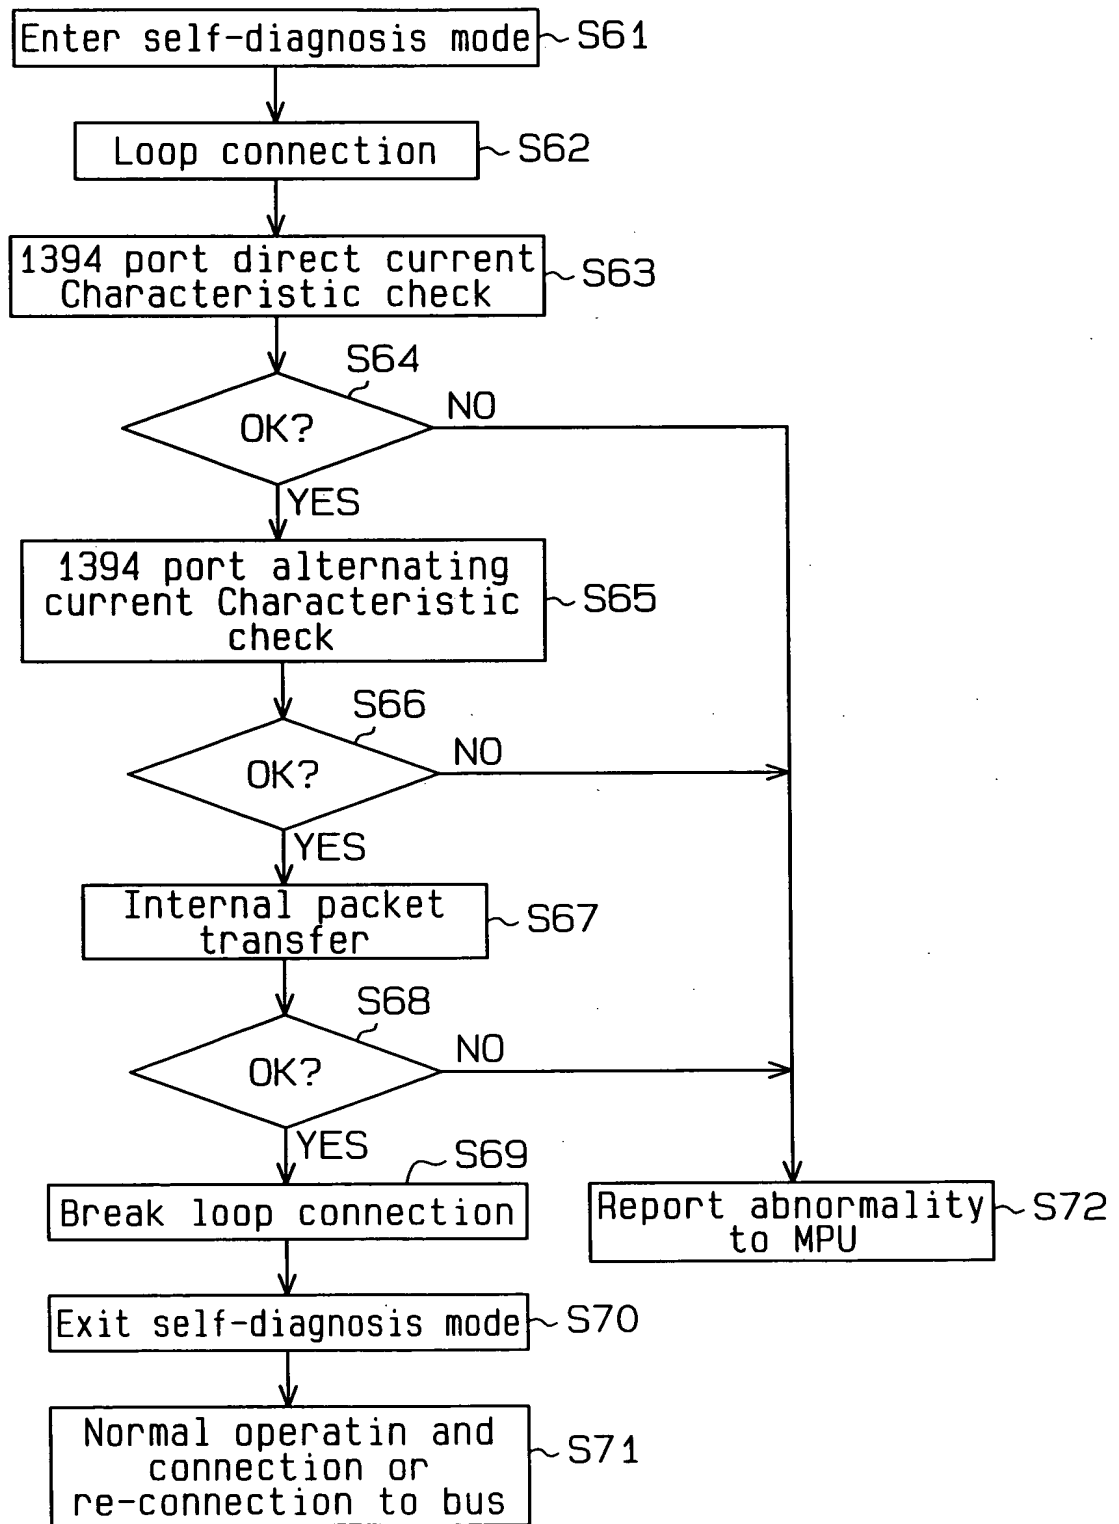 Enter self-diagnosis mode
S61
Loop connection
S62
1394 port direct current
Characteristic check
S63
S64
OK?
NO
YES
1394 port alternating
current Characteristic
check
S65
S66
OK?
NO
YES
Internal packet
transfer
S67
S68
OK?
NO
YES
S69
Break loop connection
Report abnormality
to MPU
S72
Exit self-diagnosis mode
S70
Normal operatin and
connection or
re-connection to bus
S71